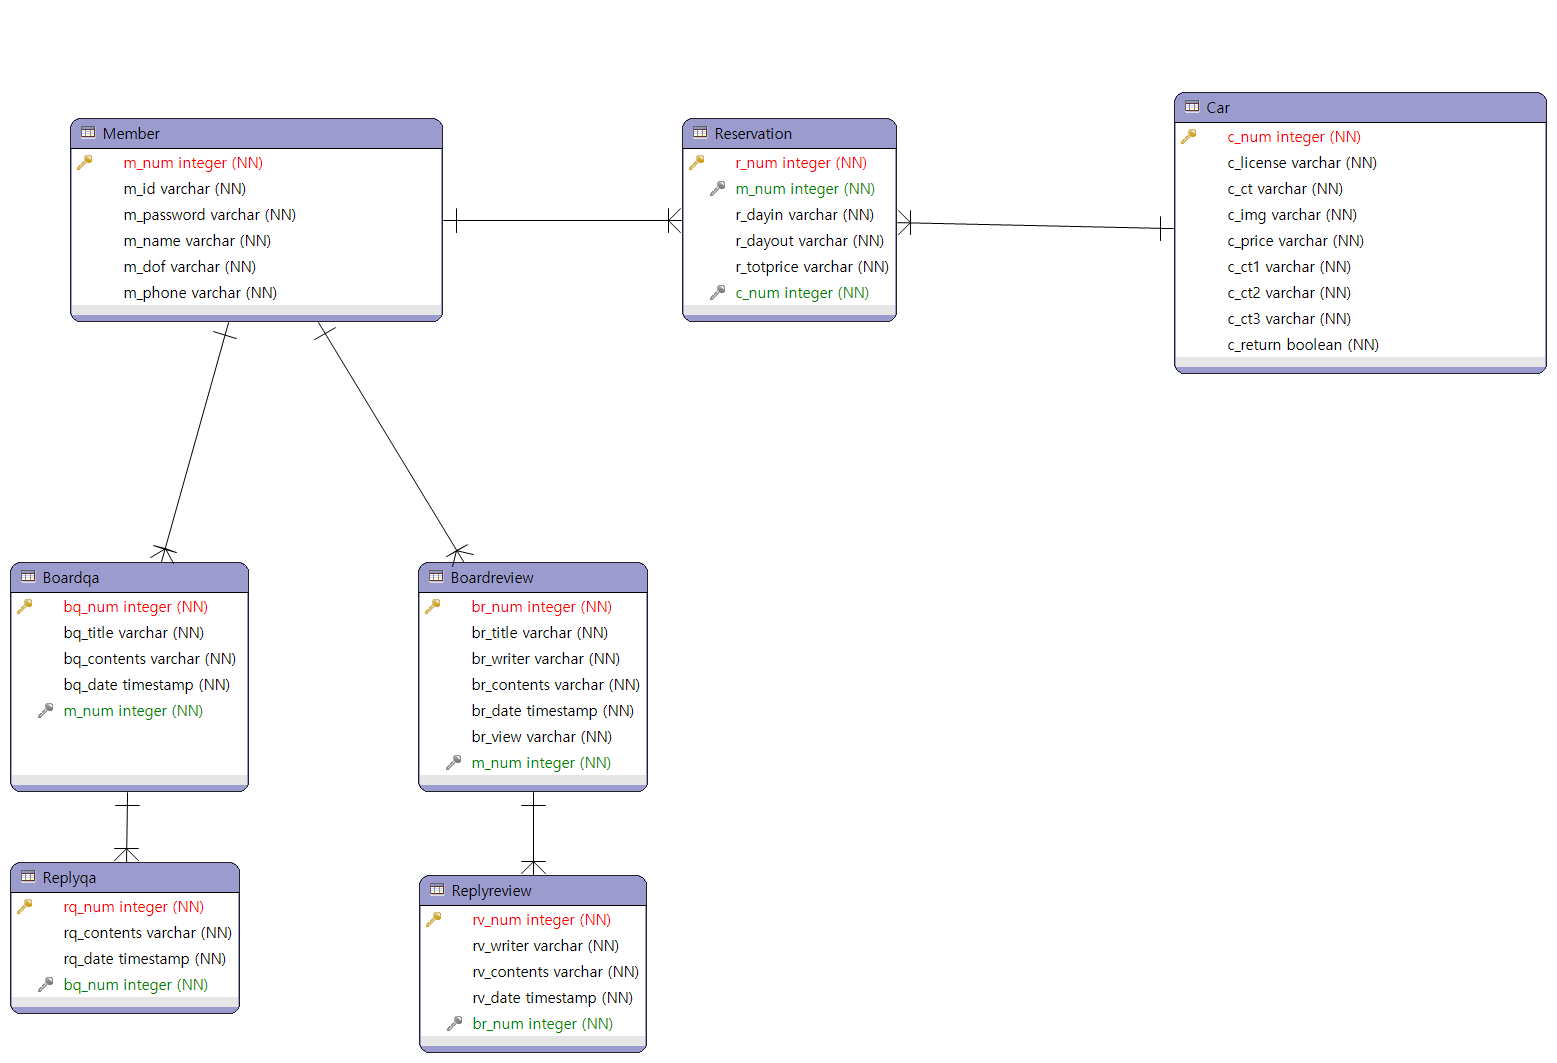 Member
m_num integer (NN)
m_id varchar (NN)
m_password varchar (NN)
m_name varchar (NN)
m_dof varchar (NN)
m_phone varchar (NN)
Reservation
r_num integer (NN)
m_num integer (NN)
r_dayin varchar (NN)
r_dayout varchar (NN)
r_totprice varchar (NN)
c_num integer (NN)
Car
c_num integer (NN)
c_license varchar (NN)
c_ct varchar (NN)
c_img varchar (NN)
c_price varchar (NN)
c_ct1 varchar (NN)
c_ct2 varchar (NN)
c_ct3 varchar (NN)
c_return boolean (NN)
Boardqa
bq_num integer (NN)
bq_title varchar (NN)
bq_contents varchar (NN)
bq_date timestamp (NN)
m_num integer (NN)
Boardreview
br_num integer (NN)
br_title varchar (NN)
br_writer varchar (NN)
br_contents varchar (NN)
br_date timestamp (NN)
br_view varchar (NN)
m_num integer (NN)
Replyqa
rq_num integer (NN)
rq_contents varchar (NN)
rq_date timestamp (NN)
bq_num integer (NN)
Replyreview
rv_num integer (NN)
rv_writer varchar (NN)
rv_contents varchar (NN)
rv_date timestamp (NN)
br_num integer (NN)